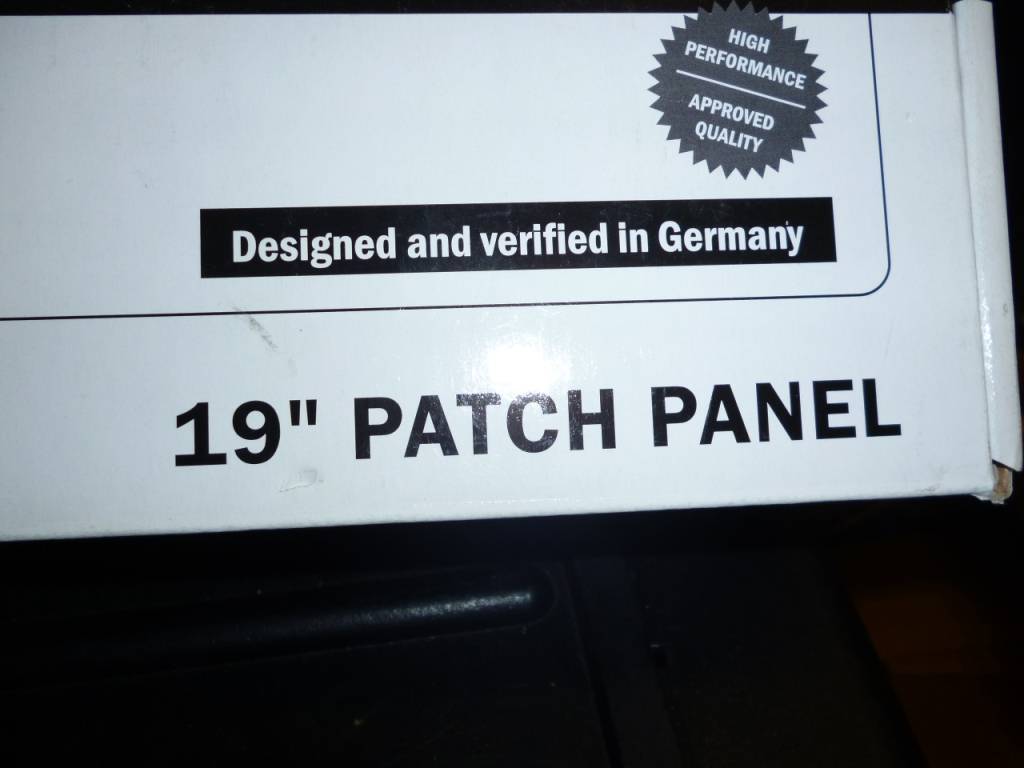 HIGH
PERFORMANCE
APPROVED
QUALITY
Designed and verified in Germany
19" PATCH PANEL